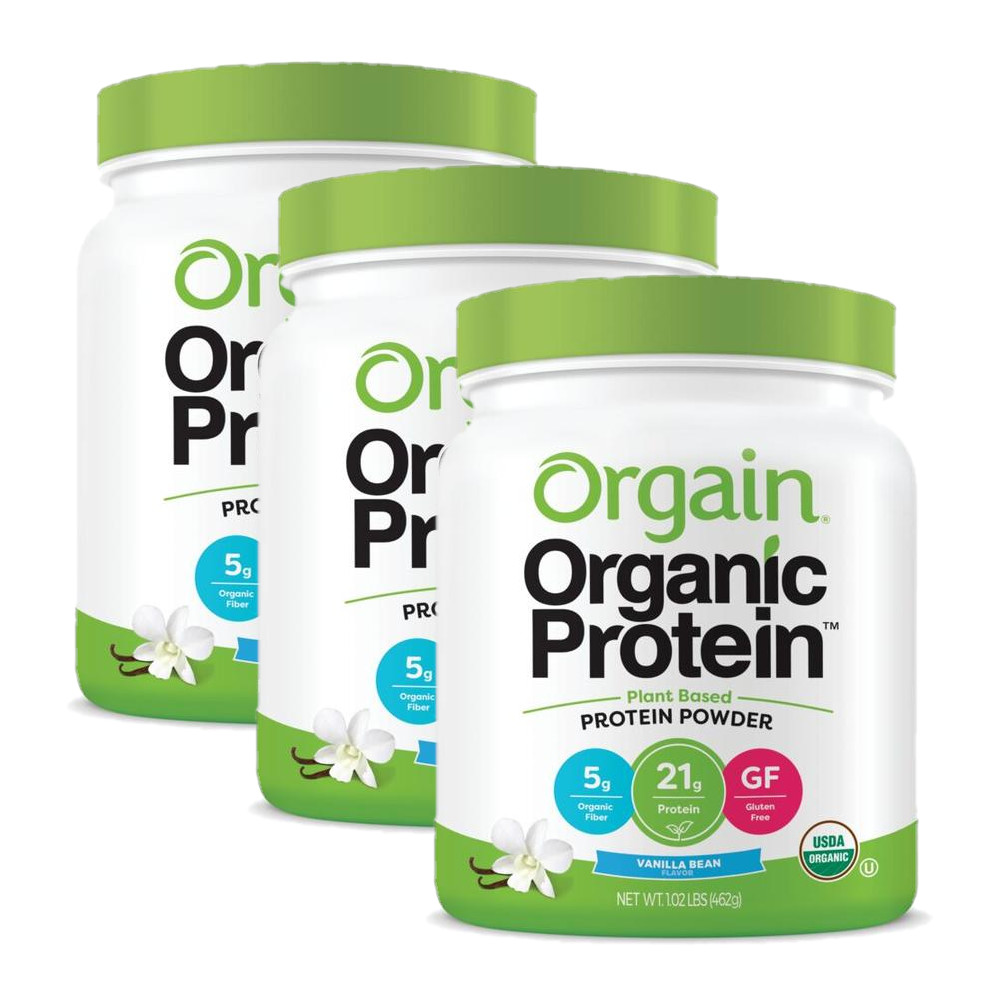 Or
Or
Pr
PRO
5g
Organic
Fiber
Or
Or
Pr
PRO
5g
Organic
Fiber
Orgain®
Organic
Protein™
Plant Based
PROTEIN POWDER
5g
Organic
Fiber
21g
Protein
GF
Gluten
Free
VANILLA BEAN
FLAVOR
USDA
ORGANIC
U
NET WT. 1.02 LBS (462g)